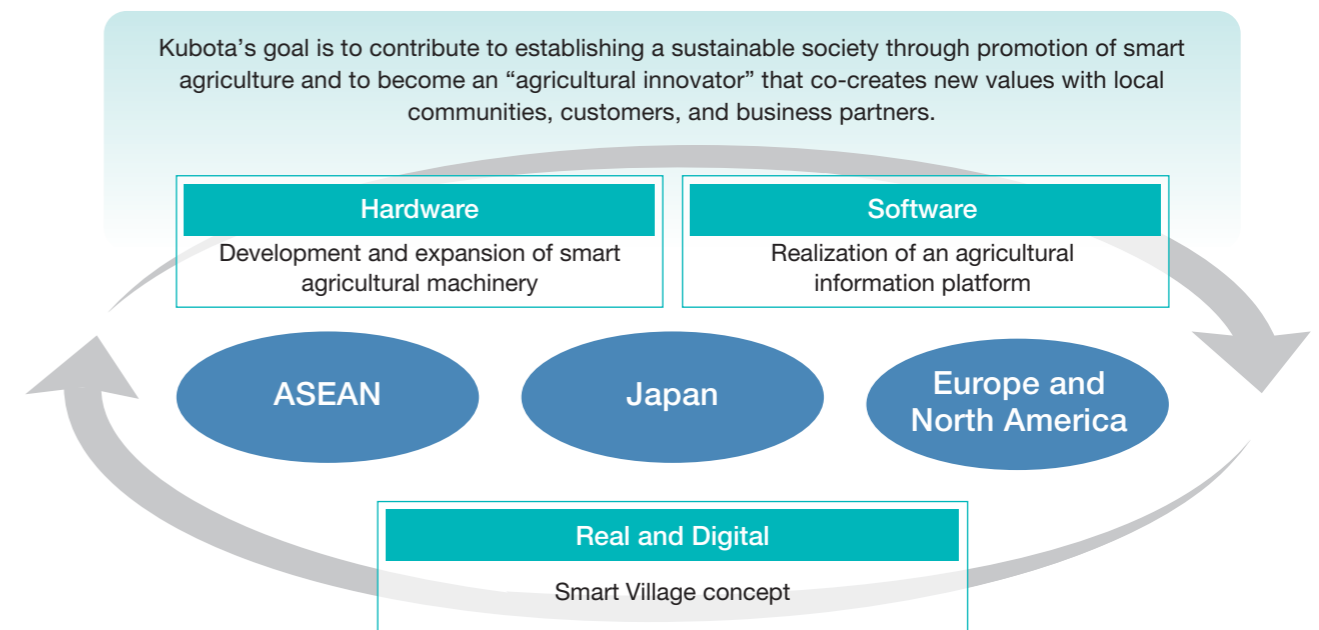 Kubota’s goal is to contribute to establishing a sustainable society through promotion of smart
agriculture and to become an “agricultural innovator” that co-creates new values with local
communities, customers, and business partners.
Hardware
Development and expansion of smart
agricultural machinery
Software
Realization of an agricultural
information platform
ASEAN
Japan
Europe and
North America
Real and Digital
Smart Village concept